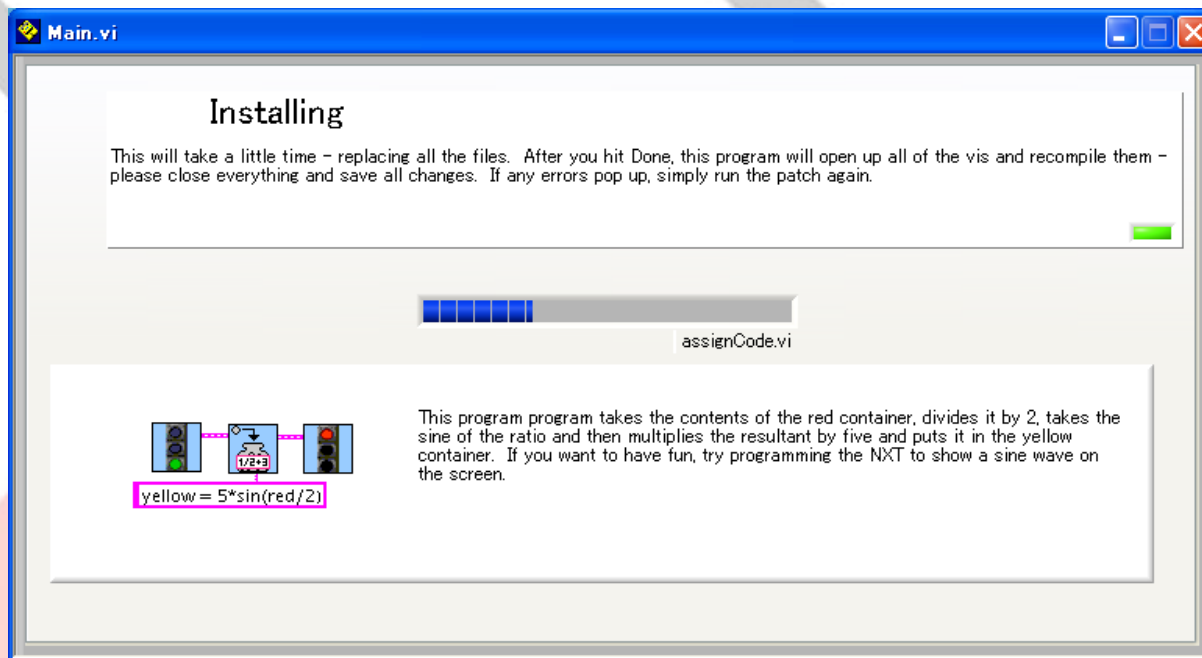 Main.vi
Installing
This will take a little time - replacing all the files.  After you hit Done, this program will open up all of the vis and recompile them -
please close everything and save all changes.  If any errors pop up, simply run the patch again.
assignCode.vi
This program program takes the contents of the red container, divides it by 2, takes the
sine of the ratio and then multiplies the resultant by five and puts it in the yellow
container.  If you want to have fun, try programming the NXT to show a sine wave on
the screen.
1/2+3
yellow = 5*sin(red/2)